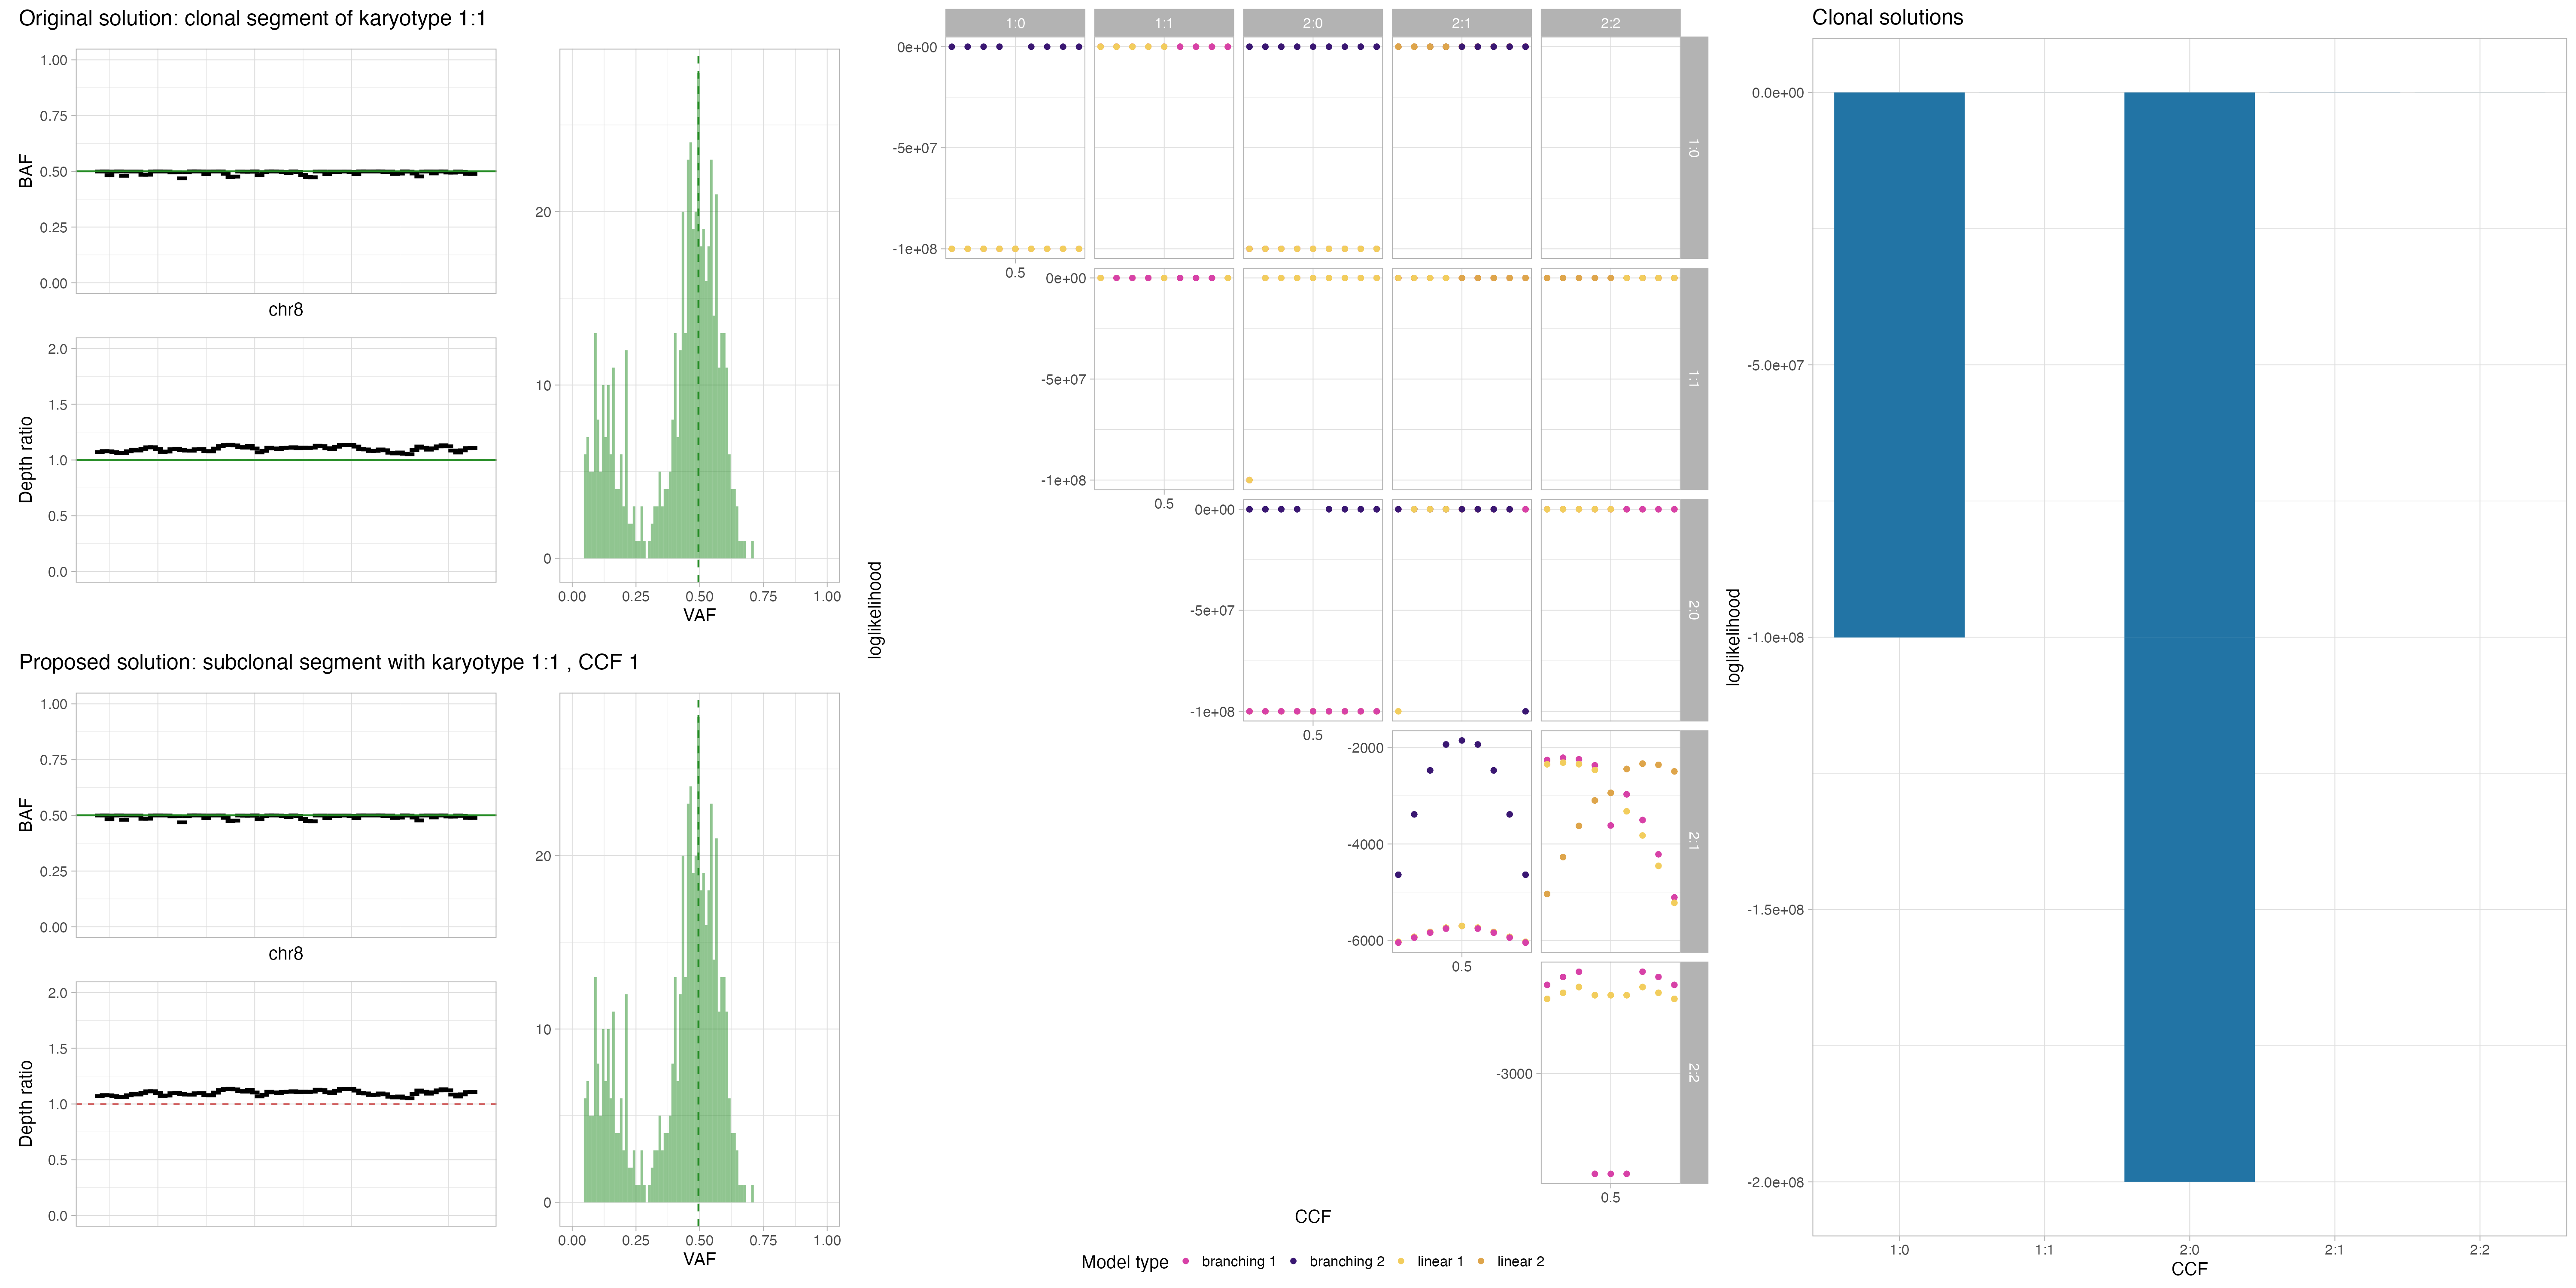 Original solution: clonal segment of karyotype 1:1
1.00
0.75
0.50
0.25
0.00
BAF
chr8
2.0
1.5
1.0
0.5
0.0
Depth ratio
20
10
0
0.00 0.25 0.50 0.75 1.00
VAF
Proposed solution: subclonal segment with karyotype 1:1 , CCF 1
1.00
0.75
0.50
0.25
0.00
BAF
chr8
2.0
1.5
1.0
0.5
0.0
Depth ratio
20
10
0
0.00 0.25 0.50 0.75 1.00
VAF
1:0 1:1 2:0 2:1 2:2
0e+00
-5e+07
-1e+08
0.5
1:0
0e+00
-5e+07
-1e+08
0.5
1:1
0e+00
-5e+07
-1e+08
0.5
2:0
-2000
-4000
-6000
0.5
2:1
-3000
0.5
2:2
loglikelihood
CCF
Model type branching 1 branching 2 linear 1 linear 2
Clonal solutions
0.0e+00
-5.0e+07
-1.0e+08
-1.5e+08
-2.0e+08
loglikelihood
1:0 1:1 2:0 2:1 2:2
CCF